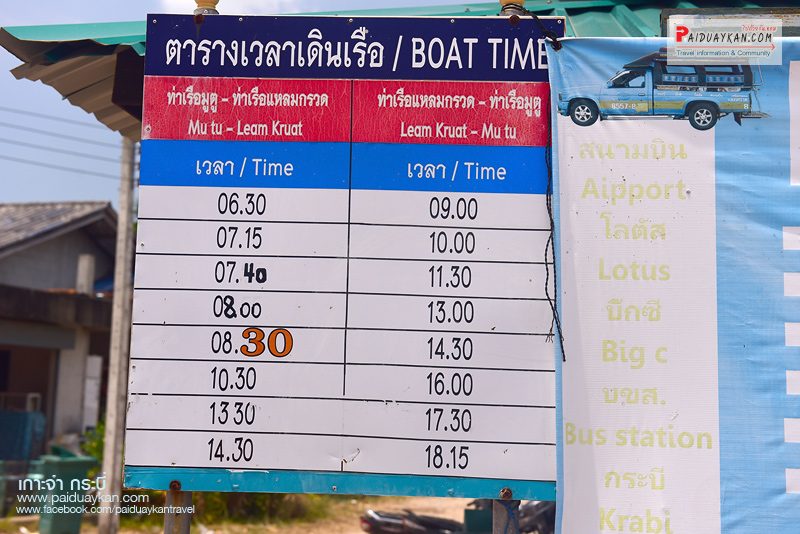 ตารางเวลาเดินเรือ / BOAT TIME
ท่าเรือมูตู - ท่าเรือแหลมกรวด
Mu tu - Leam Kruat
ท่าเรือแหลมกรวด - ท่าเรือมูตู
Leam Kruat - Mu tu
เวลา / Time
เวลา / Time
06.30 09.00
07.15 10.00
07.40 11.30
08.00 13.00
08.30 14.30
10.30 16.00
13 30 17.30
14.30 18.15
PAIDUAYKAN.COM
Travel information & Community
8557-8
8
สนามบิน
Aipport
โลตัส
Lotus
บิ๊กซี
Big c
บขส.
Bus station
กระบี่
Krabi
เกาะจำ กระบี่
www.paiduaykan.com
www.facebook.com/paiduaykantravel